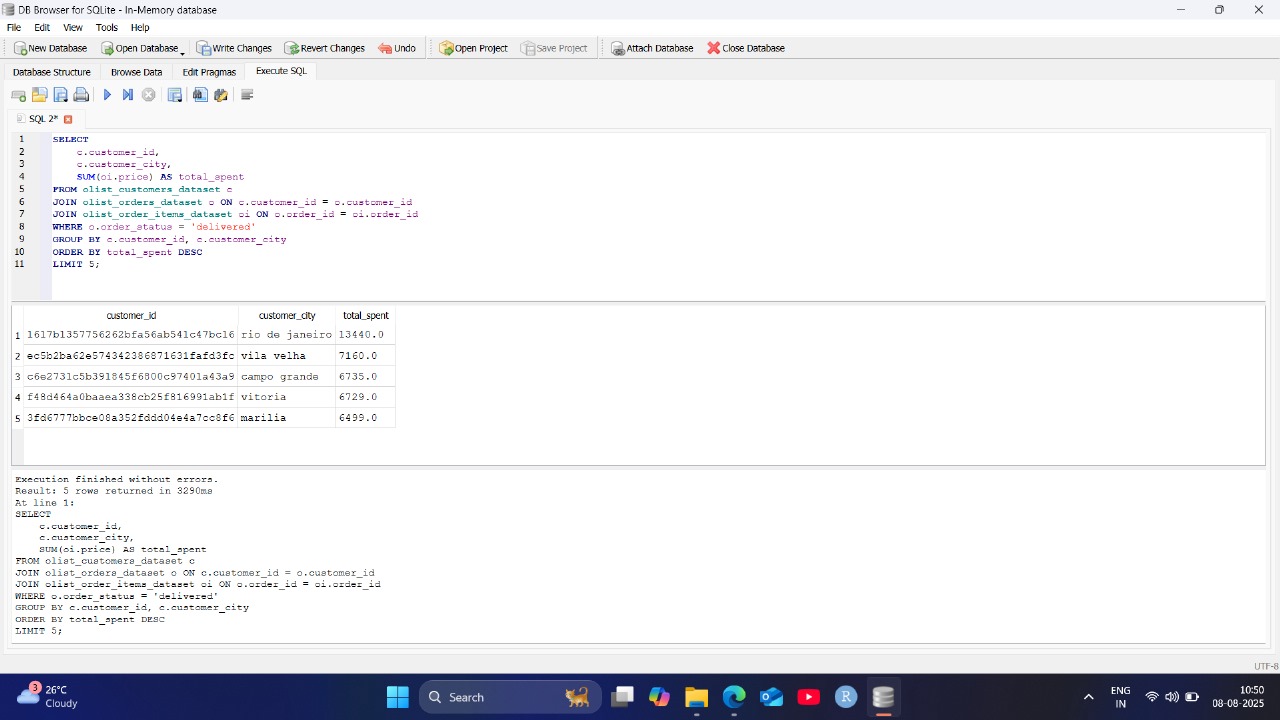 DB Browser for SQLite - In-Memory database
File Edit View Tools Help
New Database Open Database Write Changes Revert Changes Undo Open Project Save Project Attach Database Close Database
Database Structure Browse Data Edit Pragmas Execute SQL
SQL 2*
1 SELECT
2 c.customer_id,
3 c.customer_city,
4 SUM(oi.price) AS total_spent
5 FROM olist_customers_dataset c
6 JOIN olist_orders_dataset o ON c.customer_id = o.customer_id
7 JOIN olist_order_items_dataset oi ON o.order_id = oi.order_id
8 WHERE o.order_status = 'delivered'
9 GROUP BY c.customer_id, c.customer_city
10 ORDER BY total_spent DESC
11 LIMIT 5;
customer_id customer_city total_spent
1 1617b1357756262bfa56ab541c47bc16 rio de janeiro 13440.0
2 ec5b2ba62e574342386871631fafd3fc vila velha 7160.0
3 c6e2731c5b391845f6800c97401a43a9 campo grande 6735.0
4 f48d464a0baaea338cb25f816991ab1f vitoria 6729.0
5 3fd6777bbce08a352fddd04e4a7cc8f6 marilia 6499.0
Execution finished without errors.
Result: 5 rows returned in 3290ms
At line 1:
SELECT
c.customer_id,
c.customer_city,
SUM(oi.price) AS total_spent
FROM olist_customers_dataset c
JOIN olist_orders_dataset o ON c.customer_id = o.customer_id
JOIN olist_order_items_dataset oi ON o.order_id = oi.order_id
WHERE o.order_status = 'delivered'
GROUP BY c.customer_id, c.customer_city
ORDER BY total_spent DESC
LIMIT 5;
UTF-8
3 26°C
Cloudy
Search
R
ENG
IN
10:50
08-08-2025